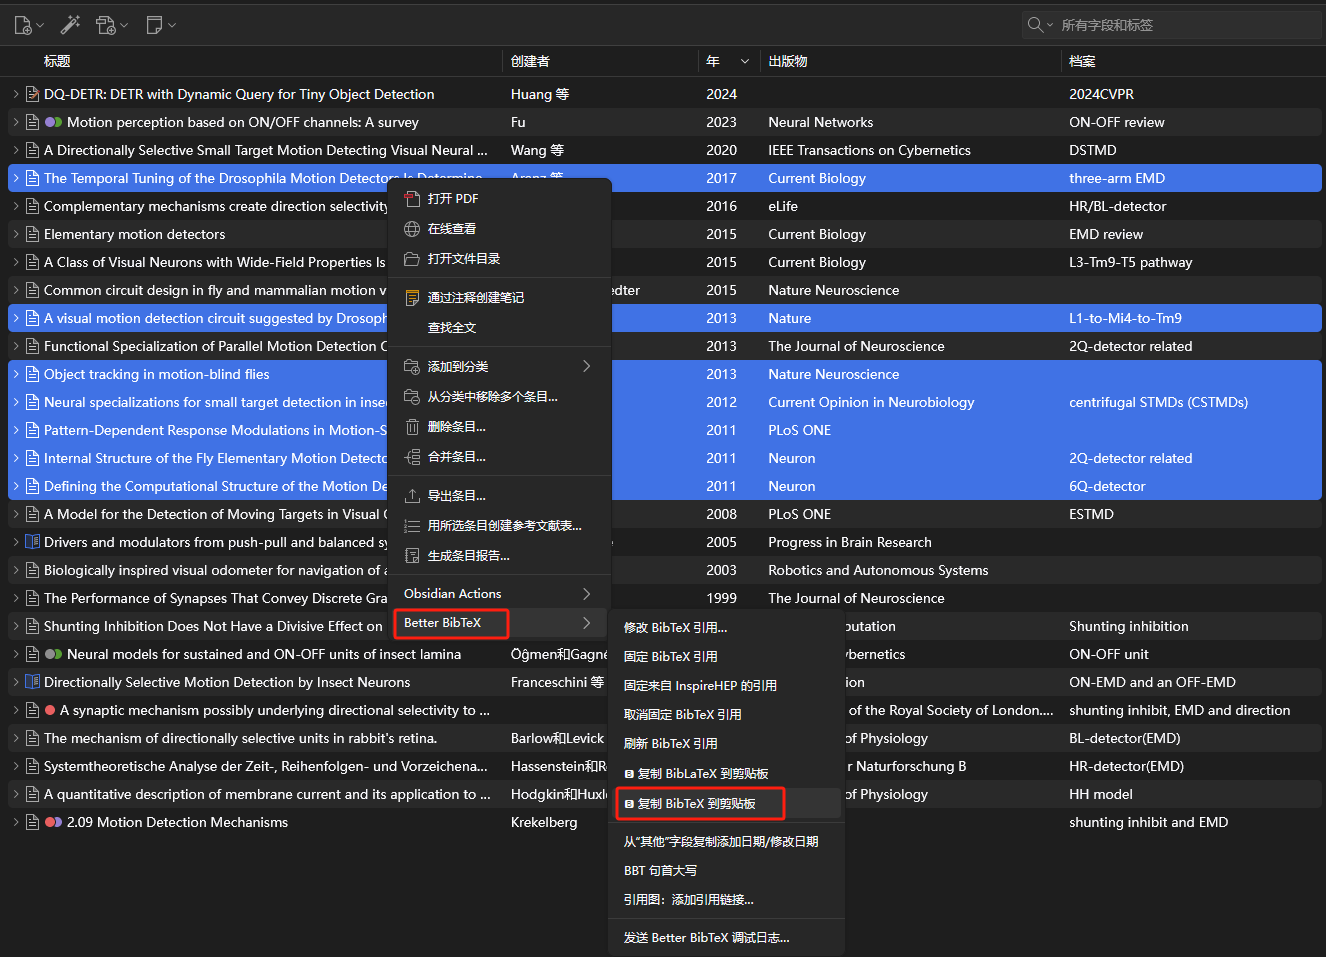 所有字段和标签
标题 创建者 年 出版物 档案
DQ-DETR: DETR with Dynamic Query for Tiny Object Detection Huang 等 2024 2024CVPR
Motion perception based on ON/OFF channels: A survey Fu 2023 Neural Networks ON-OFF review
A Directionally Selective Small Target Motion Detecting Visual Neural ... Wang 等 2020 IEEE Transactions on Cybernetics DSTMD
The Temporal Tuning of the Drosophila Motion Detectors Is Determine... Arenz 等 2017 Current Biology three-arm EMD
Complementary mechanisms create direction selectivity 2016 eLife HR/BL-detector
Elementary motion detectors 2015 Current Biology EMD review
A Class of Visual Neurons with Wide-Field Properties Is 2015 Current Biology L3-Tm9-T5 pathway
Common circuit design in fly and mammalian motion v edter 2015 Nature Neuroscience
A visual motion detection circuit suggested by Drosoph 2013 Nature L1-to-Mi4-to-Tm9
Functional Specialization of Parallel Motion Detection C 2013 The Journal of Neuroscience 2Q-detector related
Object tracking in motion-blind flies 2013 Nature Neuroscience
Neural specializations for small target detection in insec 2012 Current Opinion in Neurobiology centrifugal STMDs (CSTMDs)
Pattern-Dependent Response Modulations in Motion-S 2011 PLoS ONE
Internal Structure of the Fly Elementary Motion Detecto 2011 Neuron 2Q-detector related
Defining the Computational Structure of the Motion De 2011 Neuron 6Q-detector
A Model for the Detection of Moving Targets in Visual C 2008 PLoS ONE ESTMD
Drivers and modulators from push-pull and balanced sy 2005 Progress in Brain Research
Biologically inspired visual odometer for navigation of a 2003 Robotics and Autonomous Systems
The Performance of Synapses That Convey Discrete Gra 1999 The Journal of Neuroscience
Shunting Inhibition Does Not Have a Divisive Effect on putation Shunting inhibition
Neural models for sustained and ON-OFF units of insect lamina Öğmen和Gagné ybernetics ON-OFF unit
Directionally Selective Motion Detection by Insect Neurons Franceschini 等 ion ON-EMD and an OFF-EMD
A synaptic mechanism possibly underlying directional selectivity to ... of the Royal Society of London.... shunting inhibit, EMD and direction
The mechanism of directionally selective units in rabbit's retina. Barlow和Levick of Physiology BL-detector(EMD)
Systemtheoretische Analyse der Zeit-, Reihenfolgen- und Vorzeichena... Hassenstein和Re r Naturforschung B HR-detector(EMD)
A quantitative description of membrane current and its application to ... Hodgkin和Huxl of Physiology HH model
2.09 Motion Detection Mechanisms Krekelberg shunting inhibit and EMD
打开 PDF
在线查看
打开文件目录
通过注释创建笔记
查找全文
添加到分类
从分类中移除多个条目...
删除条目...
合并条目...
导出条目...
用所选条目创建参考文献表...
生成条目报告...
Obsidian Actions
Better BibTeX
修改 BibTeX 引用...
固定 BibTeX 引用
固定来自 InspireHEP 的引用
取消固定 BibTeX 引用
刷新 BibTeX 引用
复制 BibLaTeX 到剪贴板
复制 BibTeX 到剪贴板
从“其他”字段复制添加日期/修改日期
BBT 句首大写
引用图：添加引用链接...
发送 Better BibTeX 调试日志...